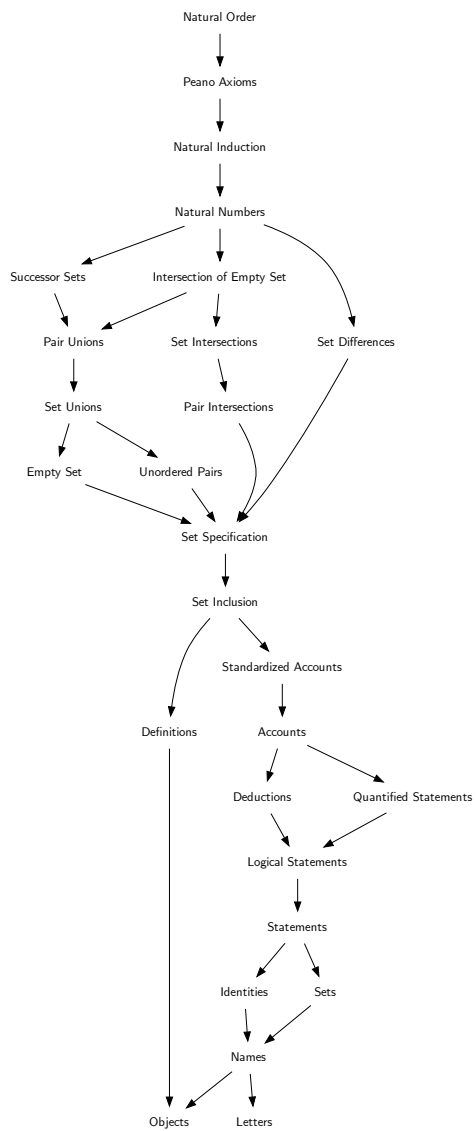 Natural Order
Peano Axioms
Natural Induction
Natural Numbers
Successor Sets
Intersection of Empty Set
Pair Unions
Set Intersections
Set Differences
Set Unions
Pair Intersections
Empty Set
Unordered Pairs
Set Specification
Set Inclusion
Standardized Accounts
Definitions
Accounts
Deductions
Quantified Statements
Logical Statements
Statements
Identities
Sets
Names
Objects
Letters